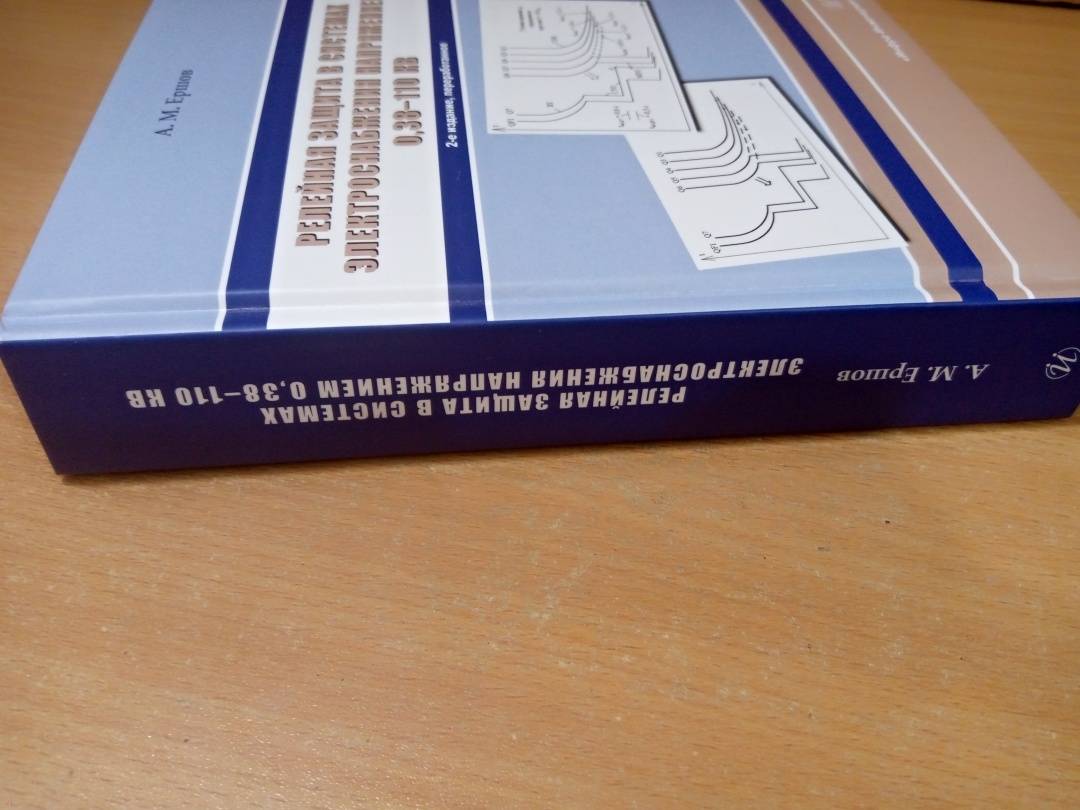 А. М. Ершов
РЕЛЕЙНАЯ ЗАЩИТА В СИСТЕМАХ
ЭЛЕКТРОСНАБЖЕНИЯ НАПРЯЖЕНИЕМ
0,38–110 КВ
2-е издание, переработанное
А. М. Ершов
РЕЛЕЙНАЯ ЗАЩИТА В СИСТЕМАХ
ЭЛЕКТРОСНАБЖЕНИЯ НАПРЯЖЕНИЕМ 0,38–110 КВ